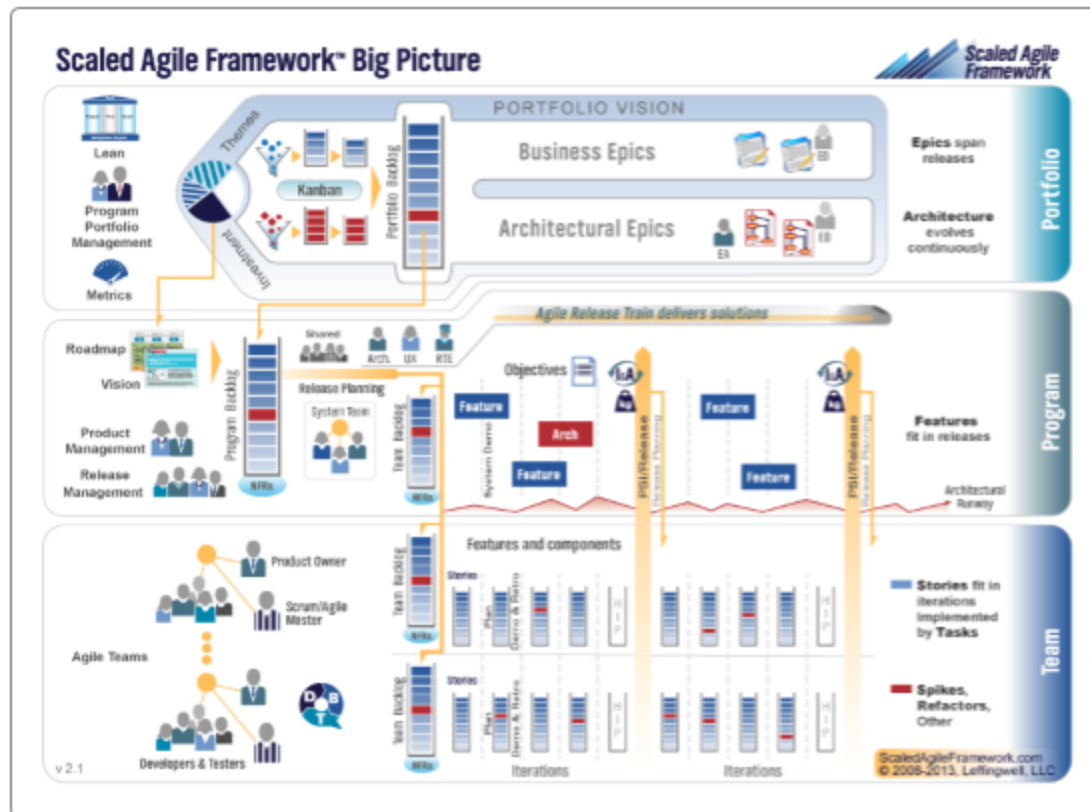 Scaled Agile Framework™ Big Picture
Scaled Agile
Framework
PORTFOLIO VISION
Lean
Program
Portfolio
Management
Metrics
Themes
Investment
Kanban
Portfolio Backlog
Business Epics
Architectural Epics
EA
Epics span
releases
Architecture
evolves
continuously
Portfolio
Agile Release Train delivers solutions
Roadmap
Vision
Product
Management
Release
Management
Program Backlog
NFRs
Shared
Arch.
UX
RTE
Release Planning
System Team
Team Backlog
NFRs
Objectives
Feature
System Demo
Arch
Feature
I&A
PSI/Release
Release Planning
Feature
Feature
I&A
PSI/Release
Release Planning
Features
fit in releases
Architectural
Runway
Program
Agile Teams
Product Owner
Scrum/Agile
Master
Developers & Testers
D B T
Team Backlog
NFRs
Features and components
Stories
Plan
Demo & Retro
H I P
H I P
Team Backlog
NFRs
Stories
Plan
Demo & Retro
H I P
H I P
Iterations
Iterations
Stories fit in
iterations
implemented
by Tasks
Spikes,
Refactors,
Other
Team
v 2.1
ScaledAgileFramework.com
© 2008-2013, Leffingwell, LLC